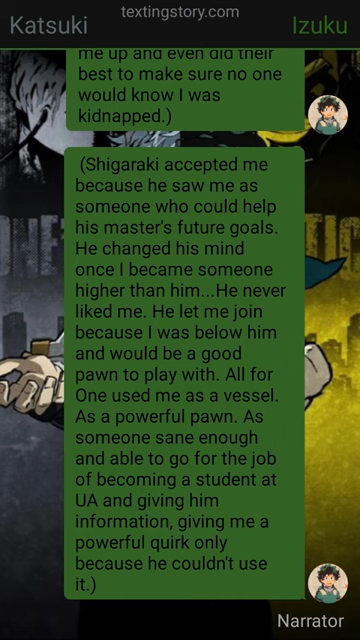 textingstory.com
Katsuki
Izuku
me up and even did their
best to make sure no one
would know I was
kidnapped.)
(Shigaraki accepted me
because he saw me as
someone who could help
his master's future goals.
He changed his mind
once I became someone
higher than him...He never
liked me. He let me join
because I was below him
and would be a good
pawn to play with. All for
One used me as a vessel.
As a powerful pawn. As
someone sane enough
and able to go for the job
of becoming a student at
UA and giving him
information, giving me a
powerful quirk only
because he couldn't use
it.)
Narrator